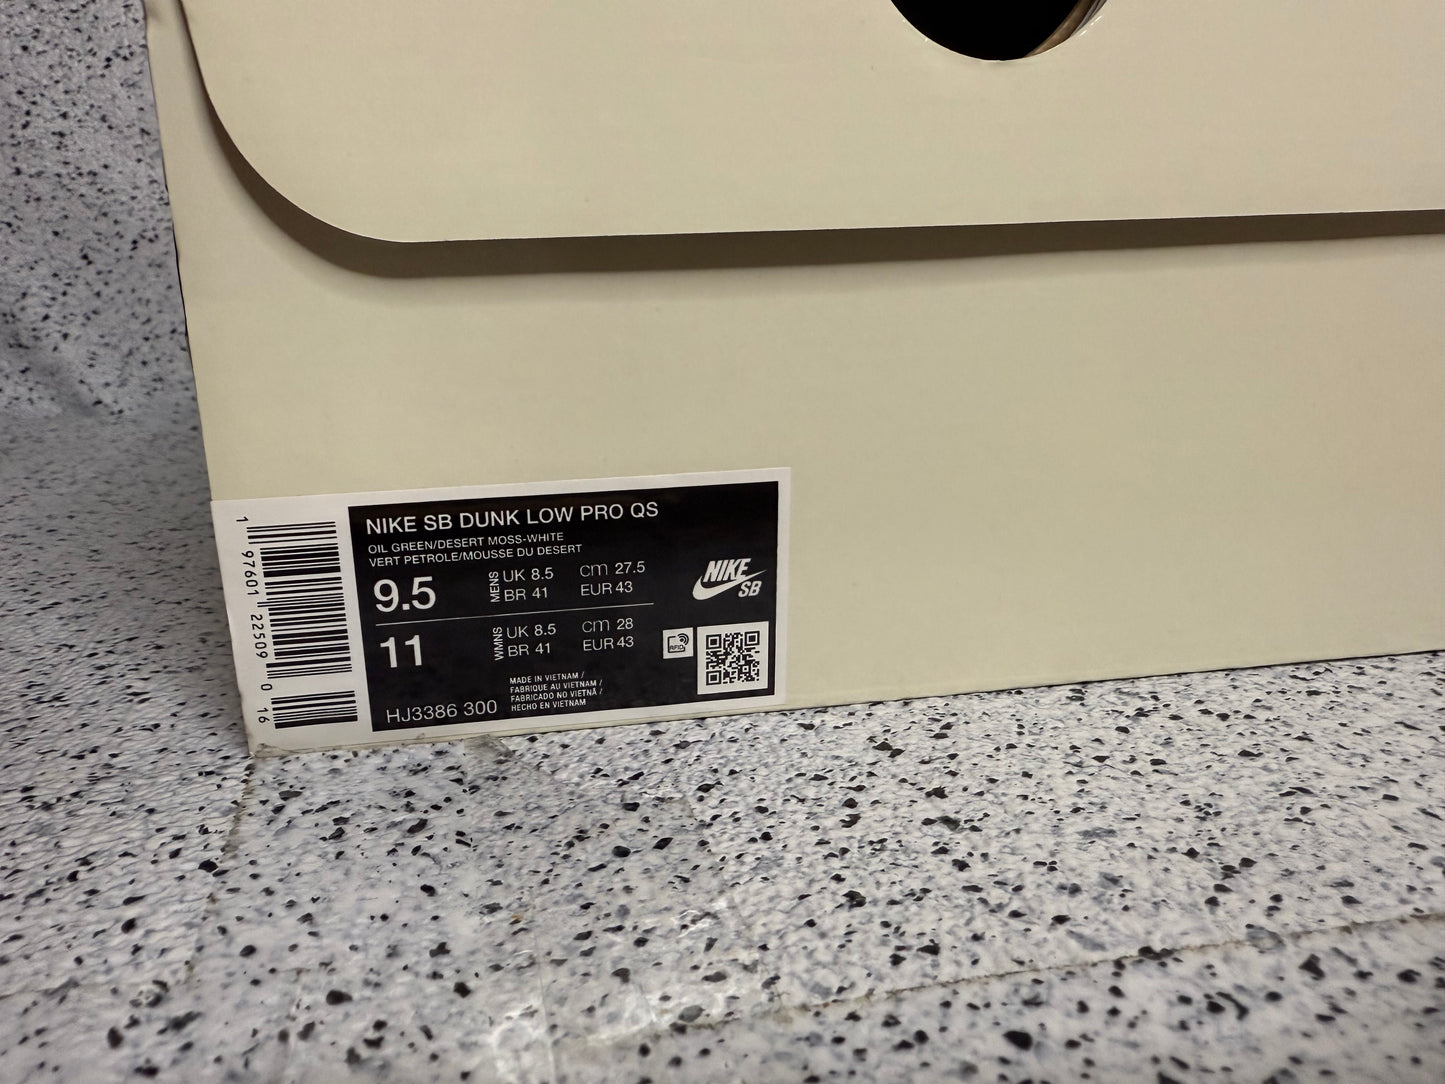 NIKE SB DUNK LOW PRO QS
OIL GREEN/DESERT MOSS-WHITE
VERT PETROLE/MOUSSE DU DESERT
9.5 MENS UK 8.5 cm 27.5
BR 41 EUR 43
11 WMNS UK 8.5 cm 28
BR 41 EUR 43
MADE IN VIETNAM /
FABRIQUE AU VIETNAM /
FABRICADO NO VIETNÃ /
HECHO EN VIETNAM
HJ3386 300
NIKE
SB
RFID
1 97601 22509 0 16